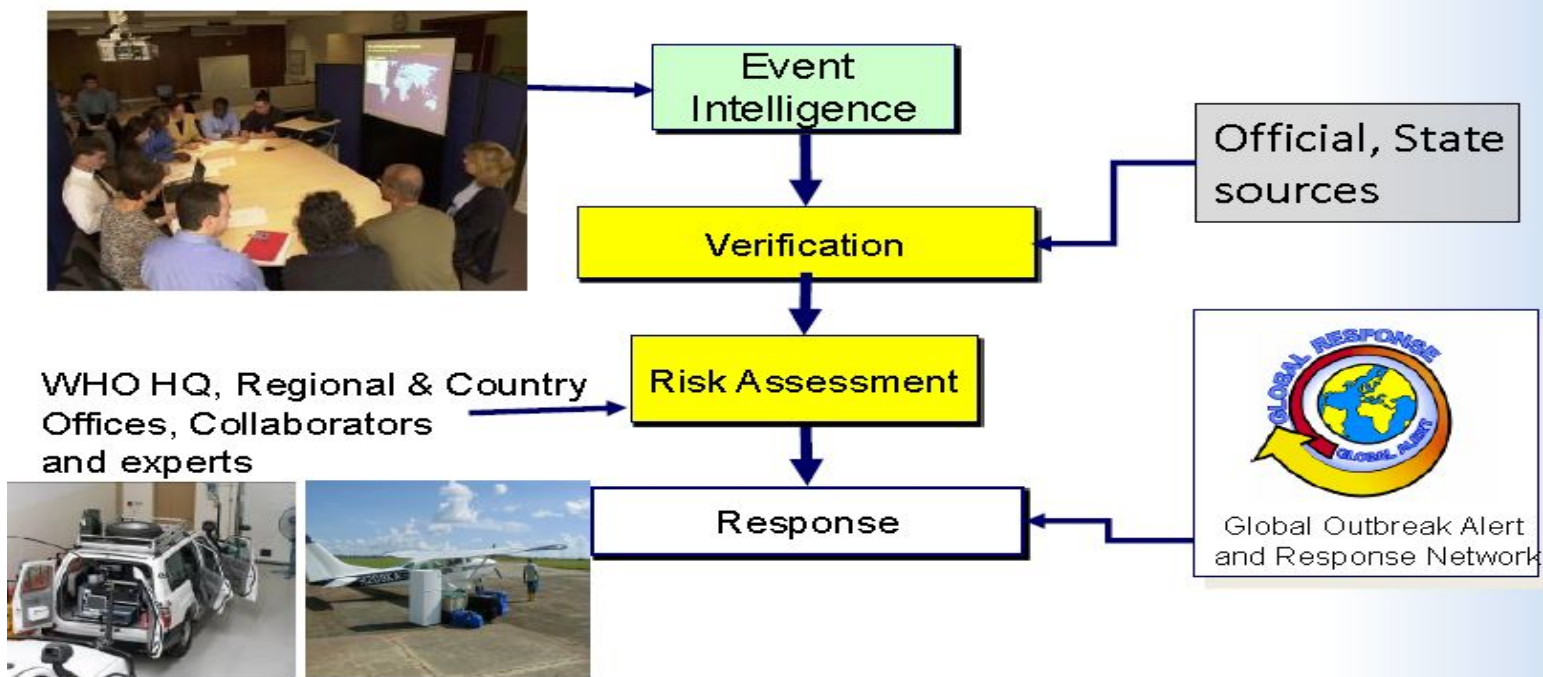 Event
Intelligence
Official, State
sources
Verification
Risk Assessment
WHO HQ, Regional & Country
Offices, Collaborators
and experts
GLOBAL RESPONSE
GLOBAL ALERT
Response
Global Outbreak Alert
and Response Network